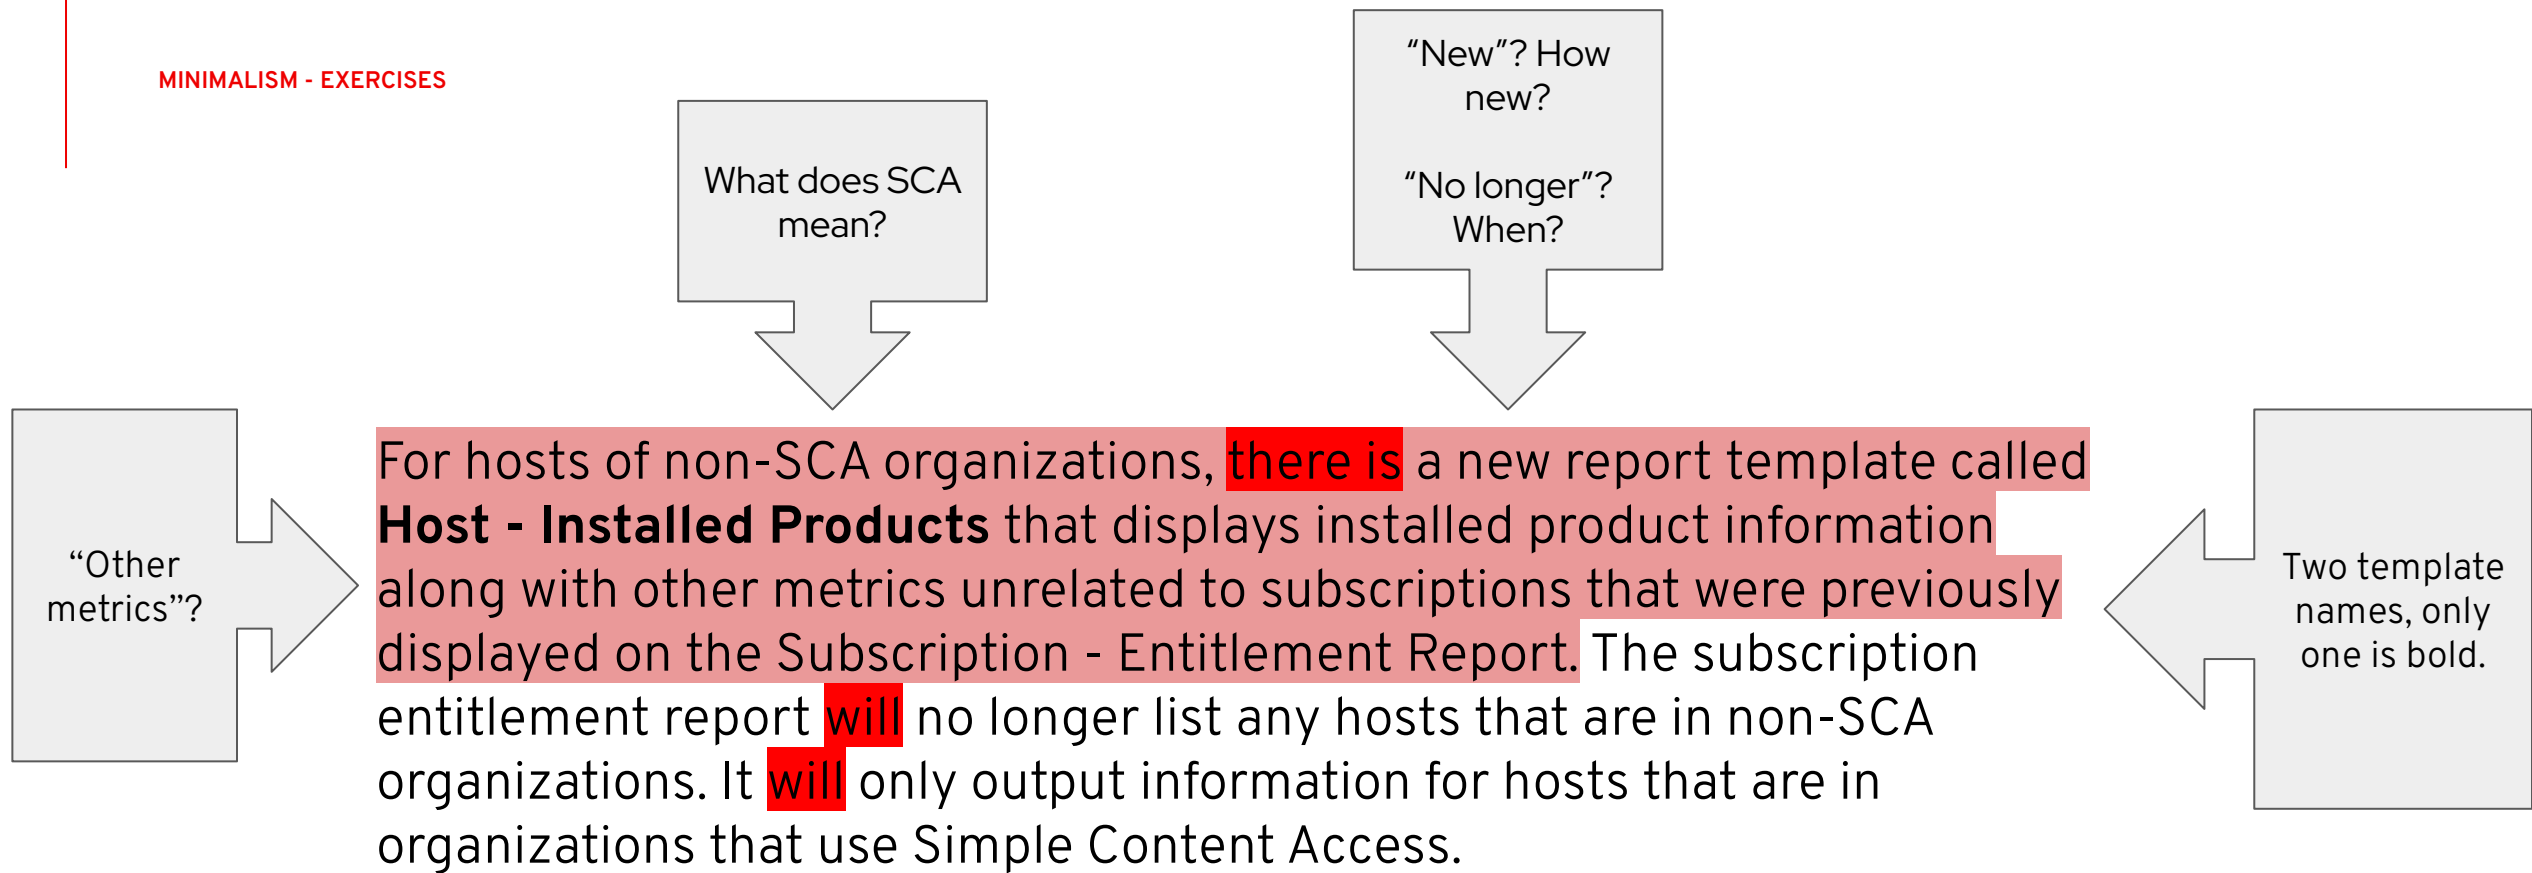 MINIMALISM - EXERCISES
"New"? How
new?
"No longer"?
When?
What does SCA
mean?
“Other
metrics”?
For hosts of non-SCA organizations, there is a new report template called
Host - Installed Products that displays installed product information
along with other metrics unrelated to subscriptions that were previously
displayed on the Subscription - Entitlement Report. The subscription
entitlement report will no longer list any hosts that are in non-SCA
organizations. It will only output information for hosts that are in
organizations that use Simple Content Access.
Two template
names, only
one is bold.